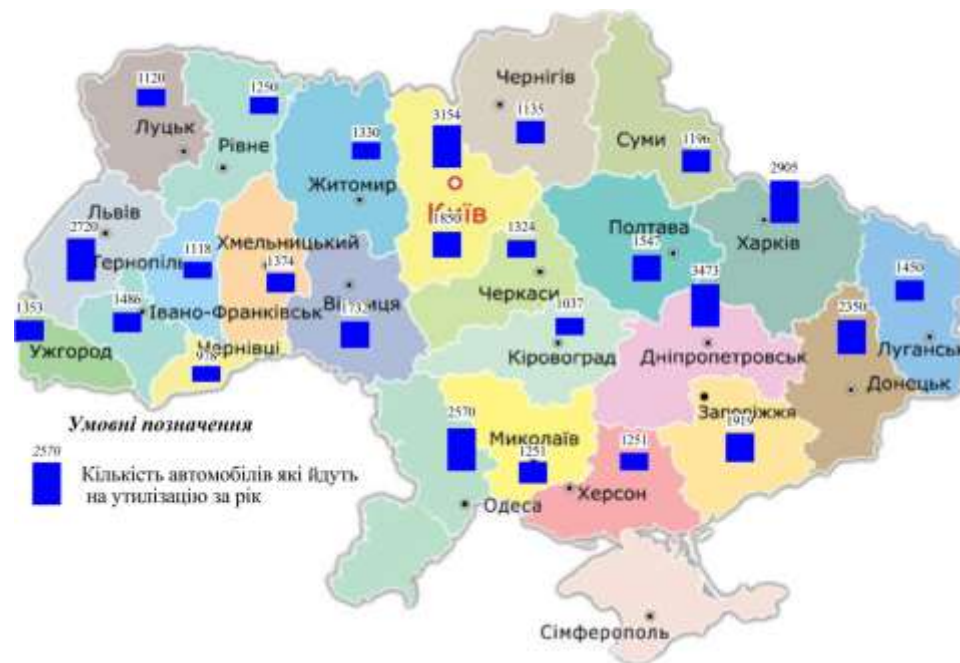 Чернігів
1120
1250
3154
1135
Луцьк
1330
Суми
1196
Рівне
2905
Житомир
Львів
Київ
2720
1850
1324
Полтава
Харків
Хмельницький
Тернопіль
1118
1374
1547
1450
Черкаси
3473
1353
1486
Івано-Франківськ
Вінниця
1732
1037
2350
Ужгород
Чернівці
978
Кіровоград
Дніпропетровськ
Луганськ
Донецьк
Запоріжжя
Умовні позначення
2570
1919
Миколаїв
1251
1251
2570
Кількість автомобілів які йдуть
на утилізацію за рік
Херсон
Одеса
Сімферополь